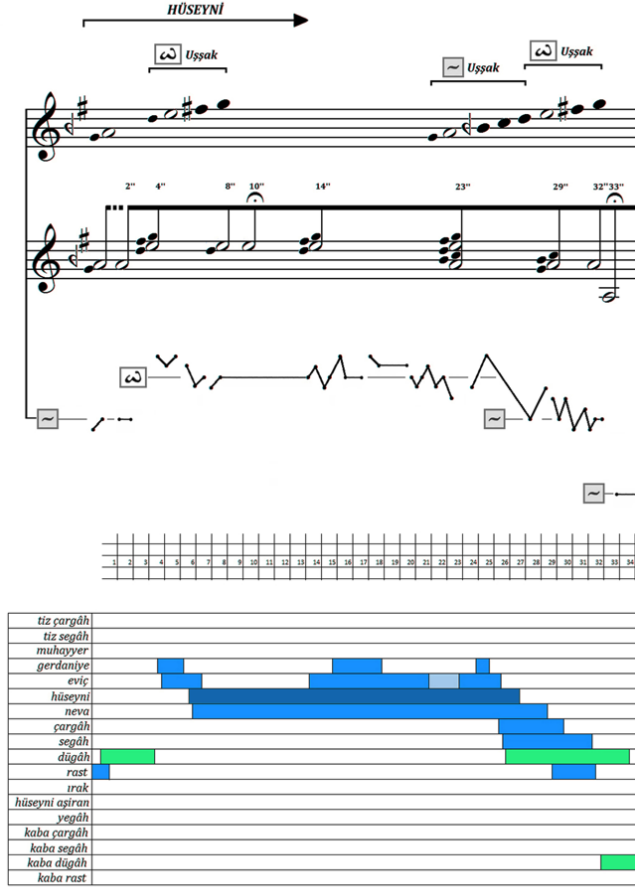 HÜSEYNİ
Uşşak
~ Uşşak
Uşşak
2" 4" 8" 10" 14" 23" 29" 32" 33"
~
~
~
1 2 3 4 5 6 7 8 9 10 11 12 13 14 15 16 17 18 19 20 21 22 23 24 25 26 27 28 29 30 31 32 33 34
tiz çargâh
tiz segâh
muhayyer
gerdaniye
eviç
hüseyni
neva
çargâh
segâh
dügâh
rast
ırak
hüseyni aşiran
yegâh
kaba çargâh
kaba segâh
kaba dügâh
kaba rast